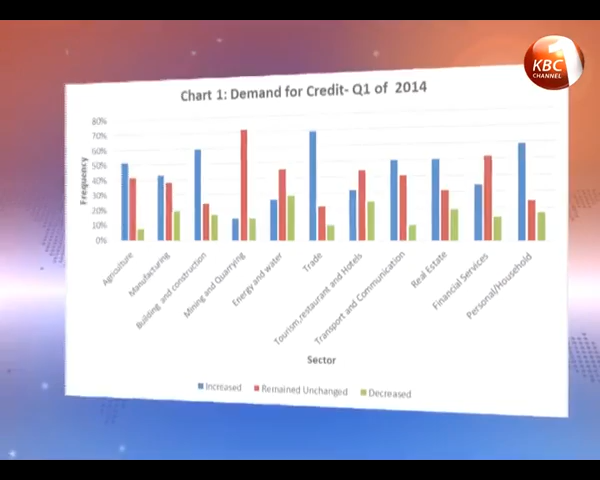 1
KBC
CHANNEL
Chart 1: Demand for Credit- Q1 of 2014
80%
70%
60%
50%
40%
30%
20%
10%
0%
Frequency
Agriculture
Manufacturing
Building and construction
Mining and Quarrying
Energy and water
Trade
Tourism,restaurant and Hotels
Transport and Communication
Real Estate
Financial Services
Personal/Household
Sector
Increased
Remained Unchanged
Decreased